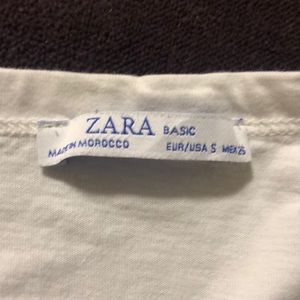 ZARA BASIC
MADE IN MOROCCO EUR/USA S MEX 26